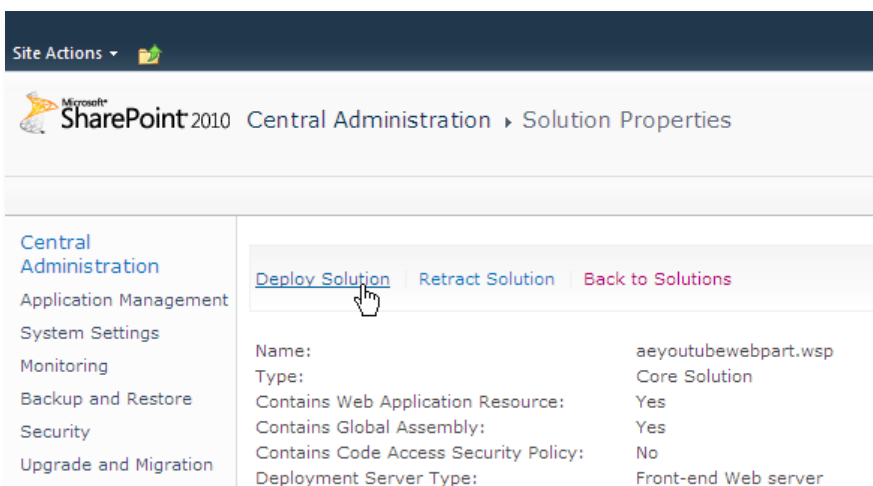 Site Actions
Microsoft
SharePoint 2010 Central Administration Solution Properties
Central
Administration
Application Management
System Settings
Monitoring
Backup and Restore
Security
Upgrade and Migration
Deploy Solution Retract Solution Back to Solutions
Name: aeyoutubewebpart.wsp
Type: Core Solution
Contains Web Application Resource: Yes
Contains Global Assembly: Yes
Contains Code Access Security Policy: No
Deployment Server Type: Front-end Web server